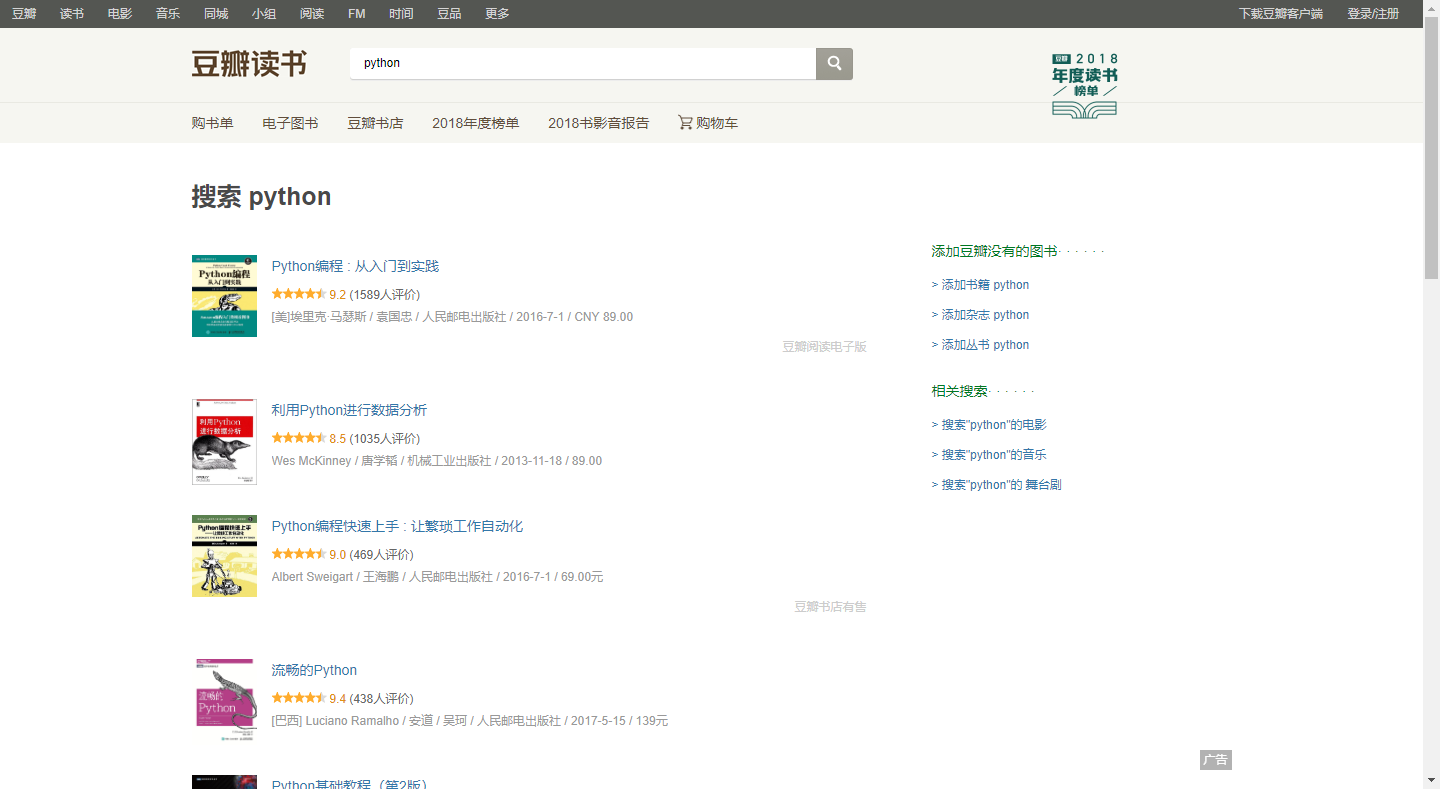 豆瓣 读书 电影 音乐 同城 小组 阅读 FM 时间 豆品 更多 下载豆瓣客户端 登录/注册
豆瓣读书
python
豆瓣 2018
年度读书
榜单
购书单 电子图书 豆瓣书店 2018年度榜单 2018书影音报告 购物车
搜索 python
Python编程
从入门到实践
Python编程 : 从入门到实践
9.2 (1589人评价)
[美]埃里克·马瑟斯 / 袁国忠 / 人民邮电出版社 / 2016-7-1 / CNY 89.00
豆瓣阅读电子版
利用Python
进行数据分析
利用Python进行数据分析
8.5 (1035人评价)
Wes McKinney / 唐学韬 / 机械工业出版社 / 2013-11-18 / 89.00
Python编程快速上手
Python编程快速上手 : 让繁琐工作自动化
9.0 (469人评价)
Albert Sweigart / 王海鹏 / 人民邮电出版社 / 2016-7-1 / 69.00元
豆瓣书店有售
流畅的
Python
流畅的Python
9.4 (438人评价)
[巴西] Luciano Ramalho / 安道 / 吴珂 / 人民邮电出版社 / 2017-5-15 / 139元
Python基础教程（第2版）
添加豆瓣没有的图书· · · · · ·
> 添加书籍 python
> 添加杂志 python
> 添加丛书 python
相关搜索· · · · · ·
> 搜索"python"的电影
> 搜索"python"的音乐
> 搜索"python"的 舞台剧
广告